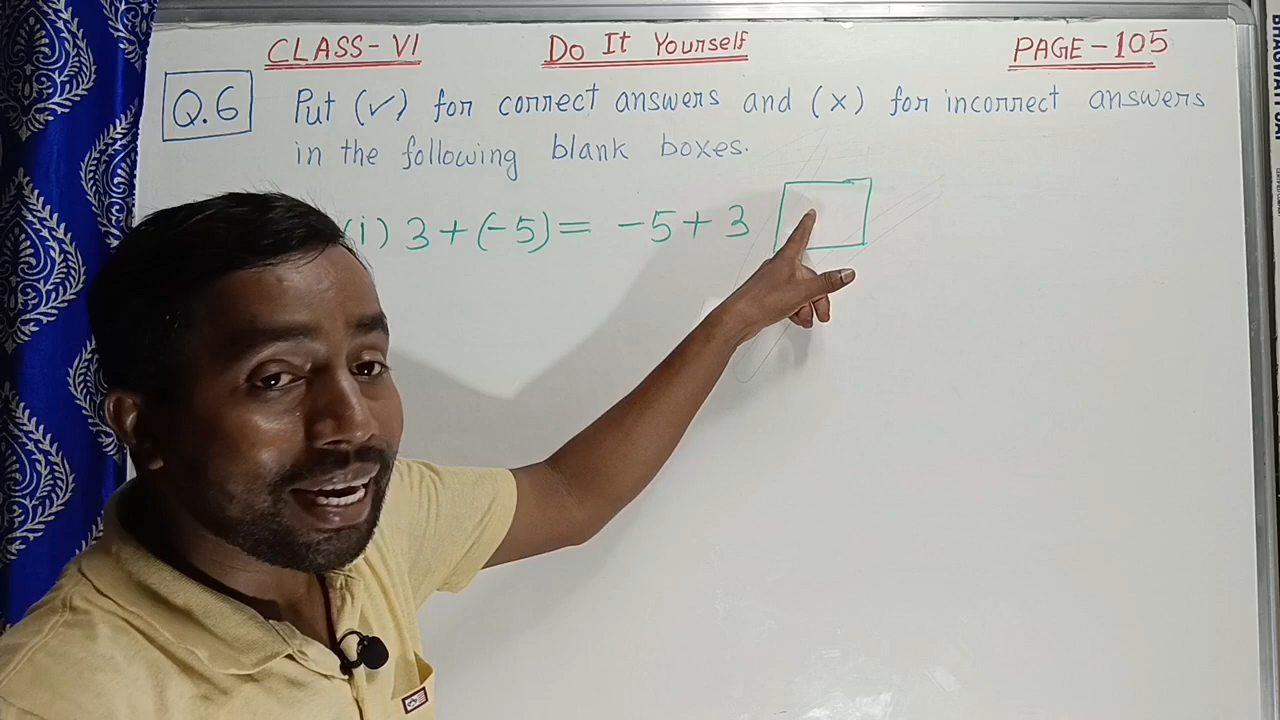 CLASS-VI Do It Yourself PAGE-105
Q.6 Put (✓) for correct answers and (x) for incorrect answers
in the following blank boxes.
(i) 3+(-5)= -5+3